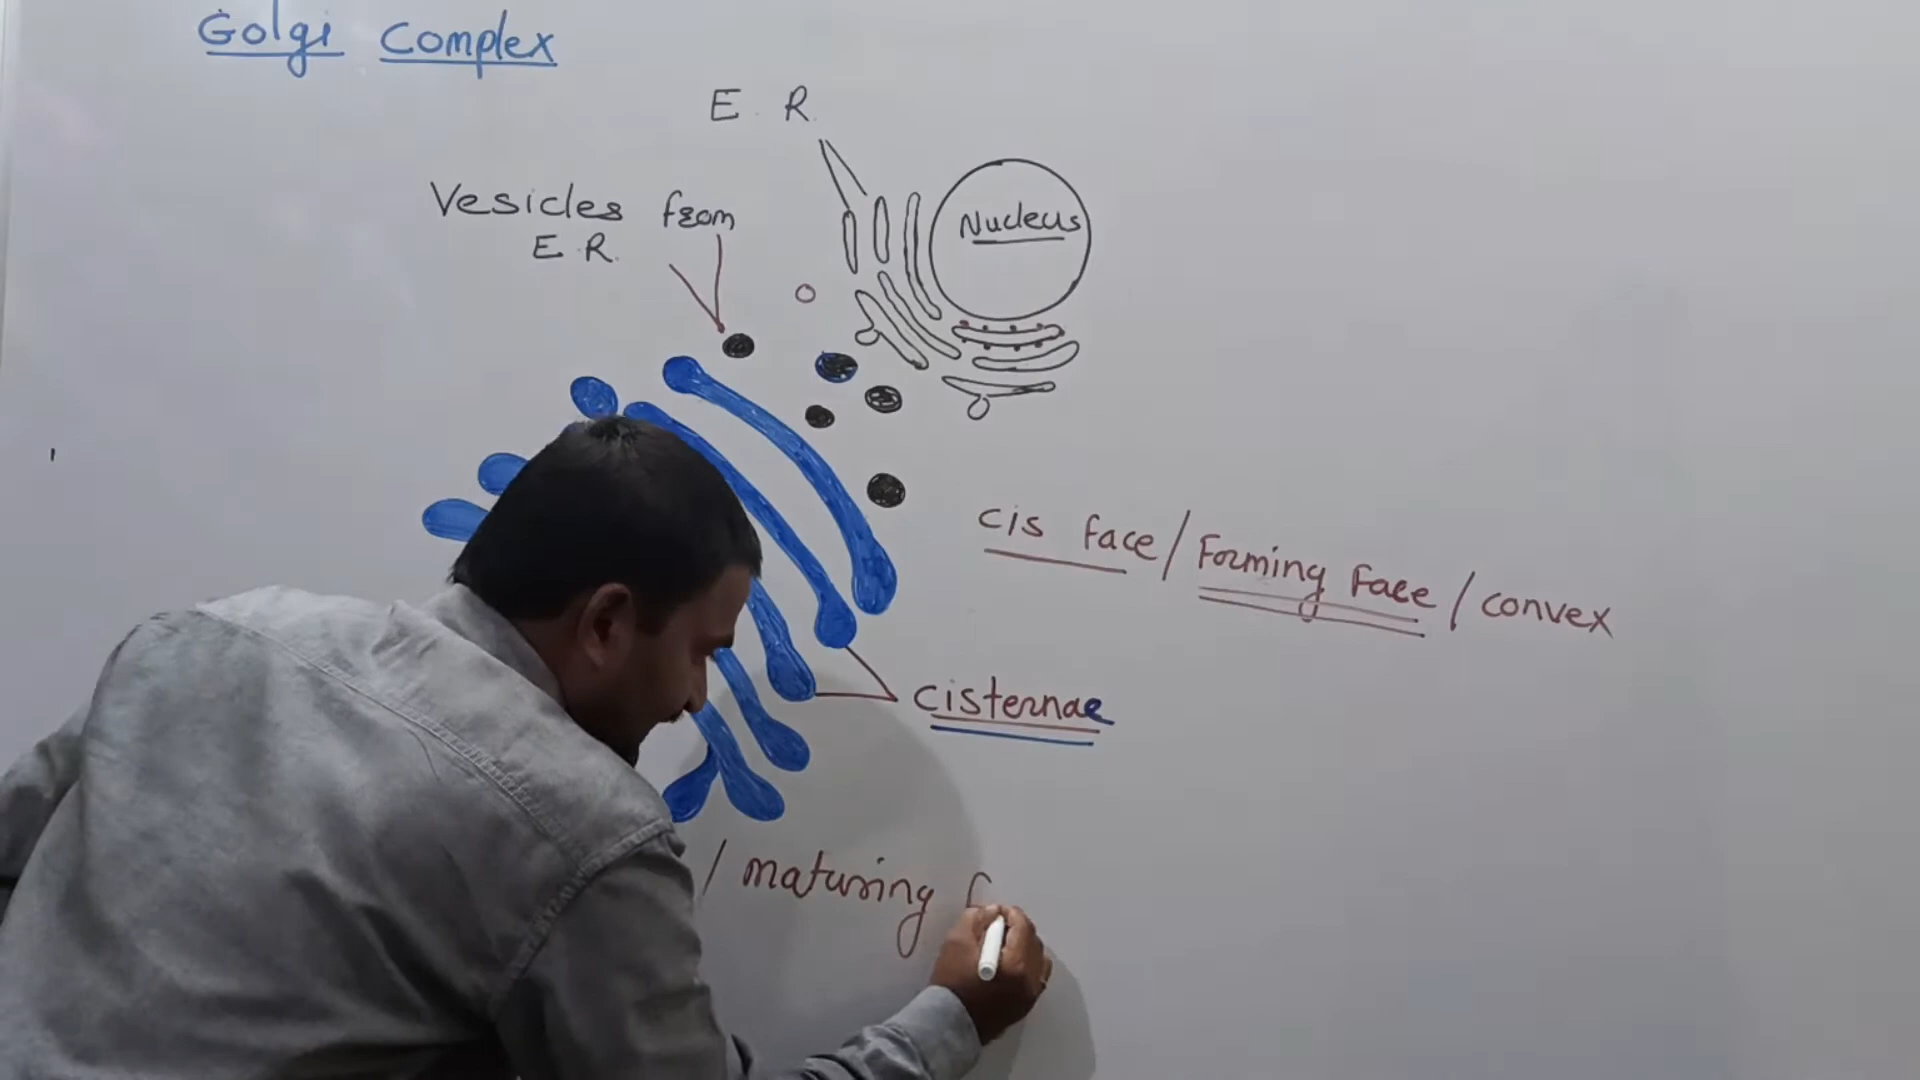 Golgi Complex
E. R.
Vesicles from
E. R.
Nucleus
cis face / Forming Face / convex
cisternae
/ maturing f